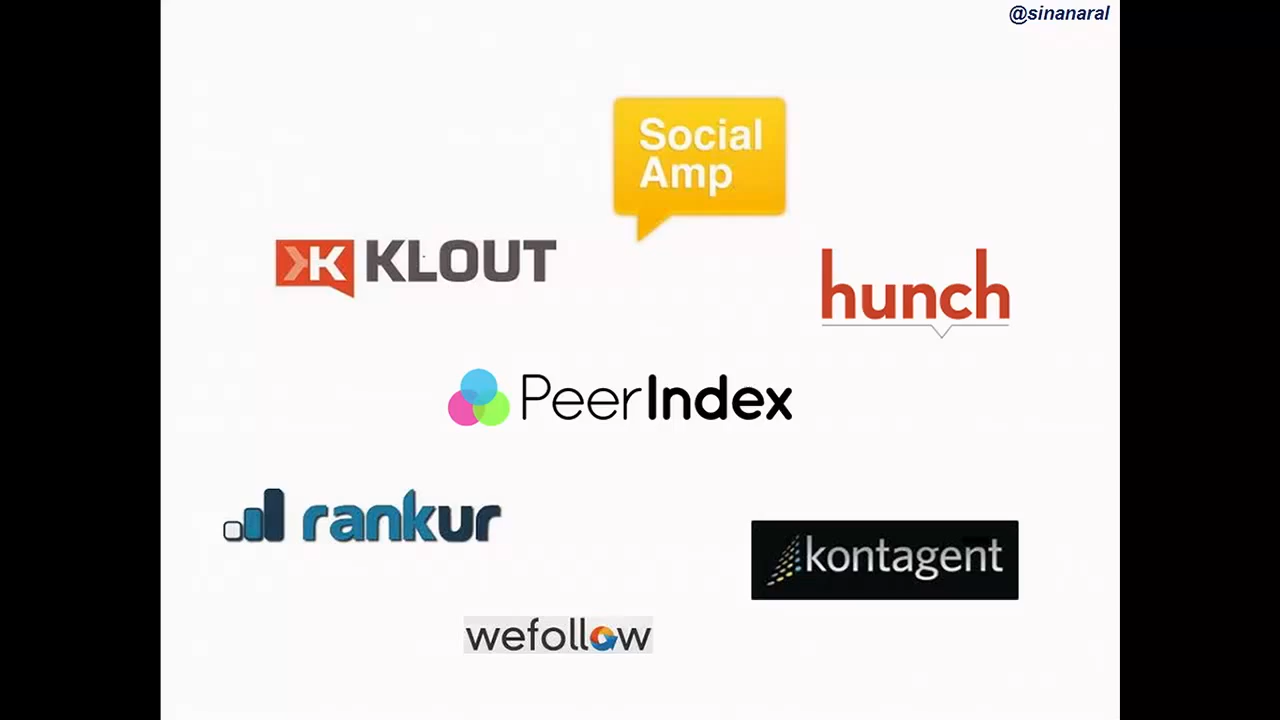 @sinanaral
Social
Amp
KLOUT
hunch
PeerIndex
rankur
kontagent
wefollow